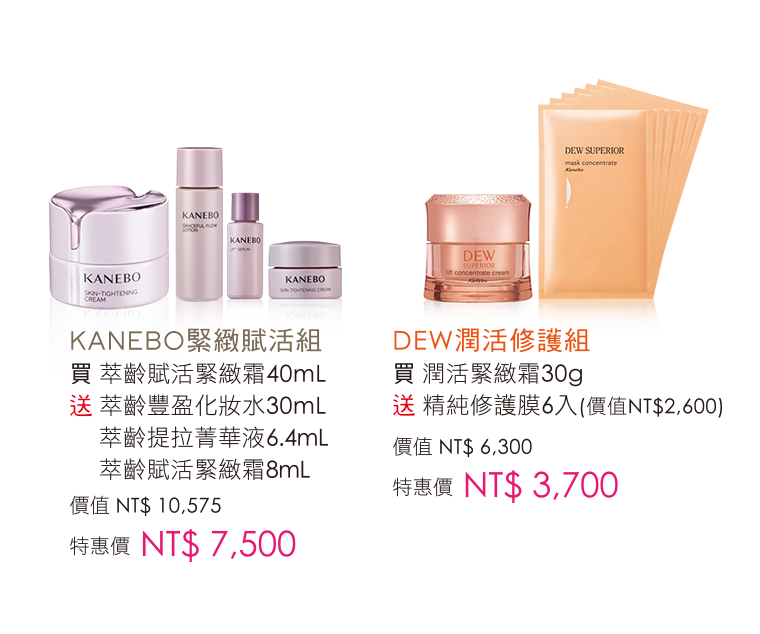 KANEBO
SKIN-TIGHTENING
CREAM
KANEBO
GRACEFUL FLOW
LOTION
KANEBO
LIFT SERUM
KANEBO
SKIN-TIGHTENING CREAM
DEW
SUPERIOR
lift concentrate cream
Kanebo
DEW SUPERIOR
mask concentrate
Kanebo
KANEBO緊緻賦活組
買 萃齡賦活緊緻霜40mL
送 萃齡豐盈化妝水30mL
萃齡提拉菁華液6.4mL
萃齡賦活緊緻霜8mL
價值 NT$ 10,575
特惠價 NT$ 7,500
DEW潤活修護組
買 潤活緊緻霜30g
送 精純修護膜6入(價值NT$2,600)
價值 NT$ 6,300
特惠價 NT$ 3,700